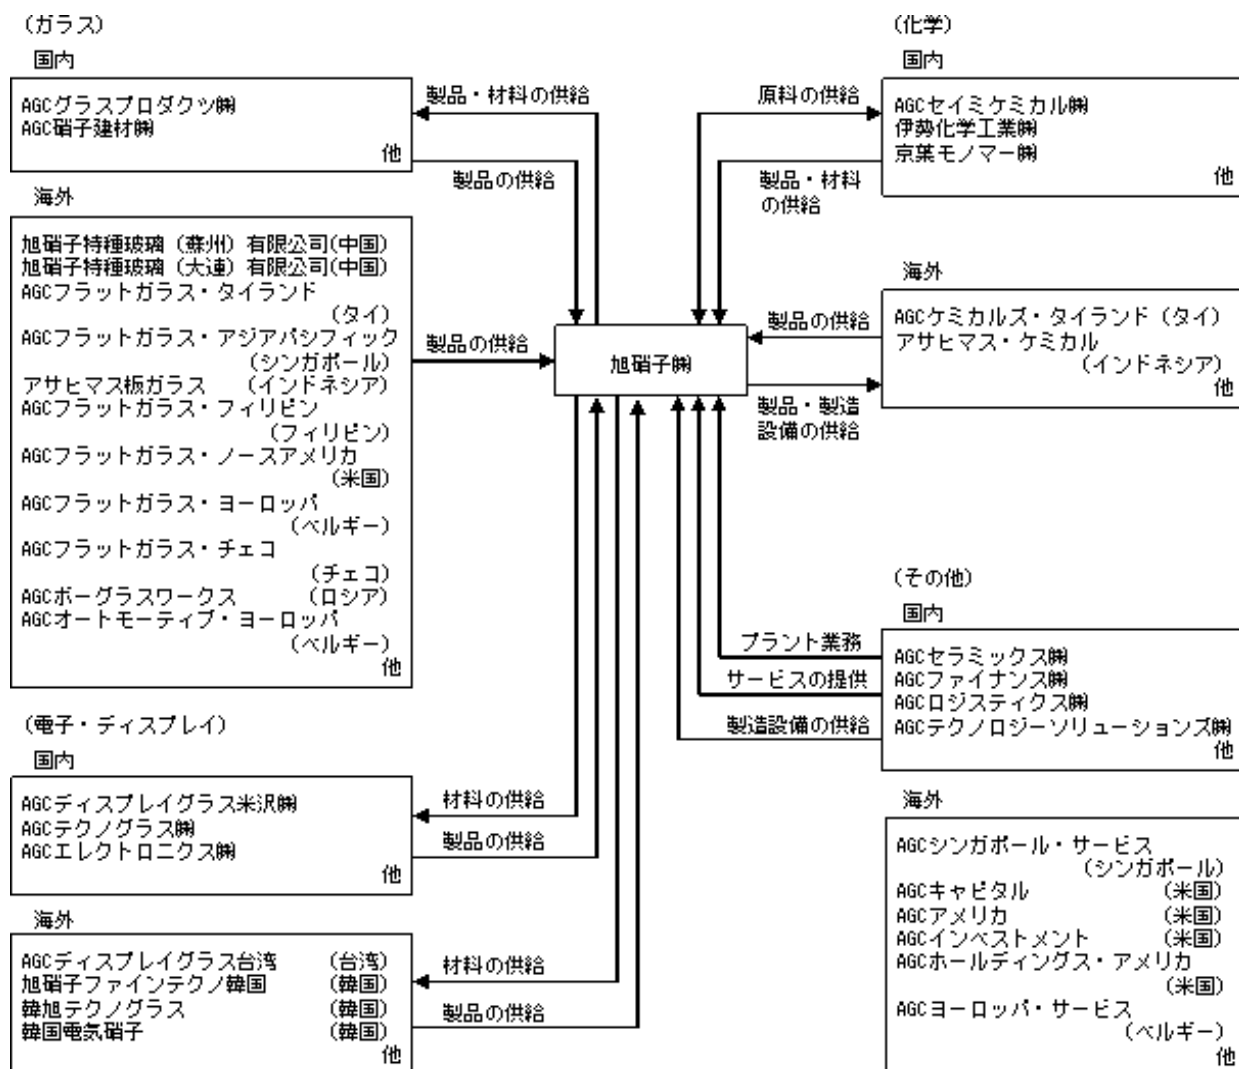 (ガラス)
国内
AGCグラスプロダクツ㈱
AGC硝子建材㈱
他
製品・材料の供給
製品の供給
海外
旭硝子特種玻璃（蘇州）有限公司(中国)
旭硝子特種玻璃（大連）有限公司(中国)
AGCフラットガラス・タイランド
(タイ)
AGCフラットガラス・アジアパシフィック
(シンガポール)
アサヒマス板ガラス (インドネシア)
AGCフラットガラス・フィリピン
(フィリピン)
AGCフラットガラス・ノースアメリカ
(米国)
AGCフラットガラス・ヨーロッパ
(ベルギー)
AGCフラットガラス・チェコ
(チェコ)
AGCボーグラスワークス (ロシア)
AGCオートモーティブ・ヨーロッパ
(ベルギー)
他
製品の供給
旭硝子㈱
(電子・ディスプレイ)
国内
AGCディスプレイグラス米沢㈱
AGCテクノグラス㈱
AGCエレクトロニクス㈱
他
材料の供給
製品の供給
海外
AGCディスプレイグラス台湾 (台湾)
旭硝子ファインテクノ韓国 (韓国)
韓旭テクノグラス (韓国)
韓国電気硝子 (韓国)
他
材料の供給
製品の供給
(化学)
国内
AGCセイミケミカル㈱
伊勢化学工業㈱
京葉モノマー㈱
他
原料の供給
製品・材料
の供給
海外
AGCケミカルズ・タイランド（タイ）
アサヒマス・ケミカル
(インドネシア)
他
製品の供給
製品・製造
設備の供給
(その他)
国内
AGCセラミックス㈱
AGCファイナンス㈱
AGCロジスティクス㈱
AGCテクノロジーソリューションズ㈱
他
プラント業務
サービスの提供
製造設備の供給
海外
AGCシンガポール・サービス
(シンガポール)
AGCキャピタル (米国)
AGCアメリカ (米国)
AGCインベストメント (米国)
AGCホールディングス・アメリカ
(米国)
AGCヨーロッパ・サービス
(ベルギー)
他